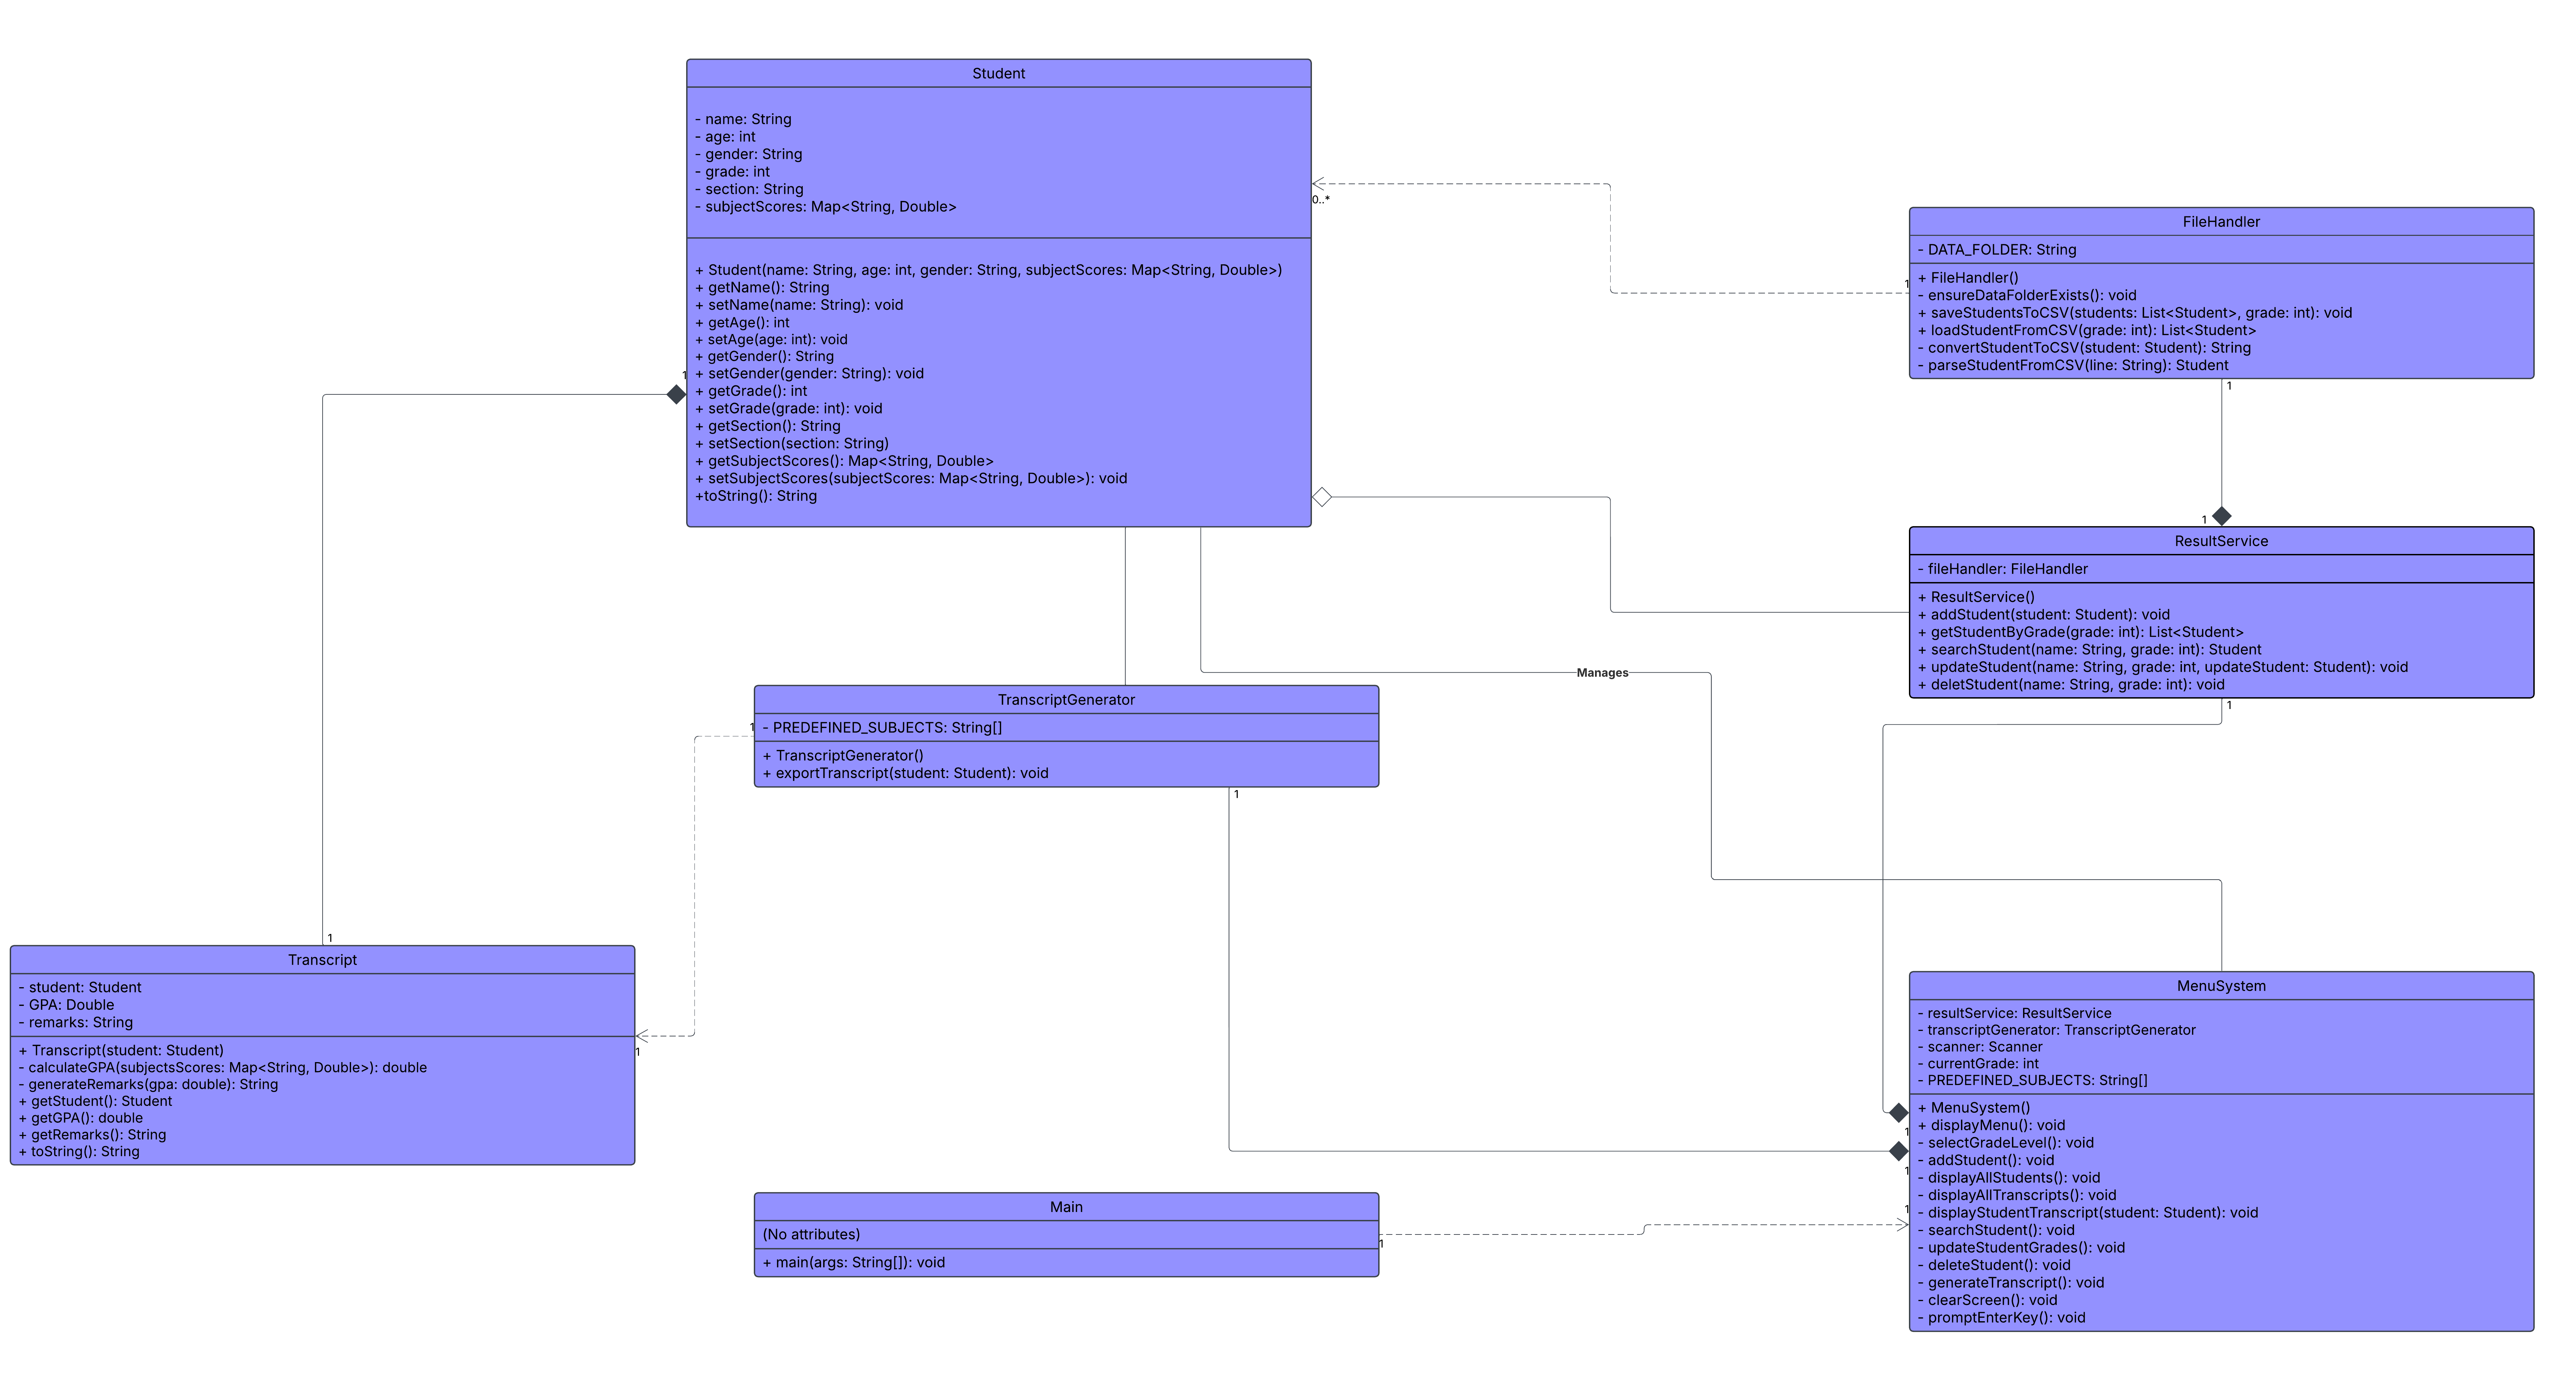 Student
- name: String
- age: int
- gender: String
- grade: int
- section: String
- subjectScores: Map<String, Double>
+ Student(name: String, age: int, gender: String, subjectScores: Map<String, Double>)
+ getName(): String
+ setName(name: String): void
+ getAge(): int
+ setAge(age: int): void
+ getGender(): String
+ setGender(gender: String): void
+ getGrade(): int
+ setGrade(grade: int): void
+ getSection(): String
+ setSection(section: String)
+ getSubjectScores(): Map<String, Double>
+ setSubjectScores(subjectScores: Map<String, Double>): void
+toString(): String
1
0..*
1
FileHandler
- DATA_FOLDER: String
+ FileHandler()
- ensureDataFolderExists(): void
+ saveStudentsToCSV(students: List<Student>, grade: int): void
+ loadStudentFromCSV(grade: int): List<Student>
- convertStudentToCSV(student: Student): String
- parseStudentFromCSV(line: String): Student
1
1
ResultService
- fileHandler: FileHandler
+ ResultService()
+ addStudent(student: Student): void
+ getStudentByGrade(grade: int): List<Student>
+ searchStudent(name: String, grade: int): Student
+ updateStudent(name: String, grade: int, updateStudent: Student): void
+ deletStudent(name: String, grade: int): void
1
Manages
TranscriptGenerator
- PREDEFINED_SUBJECTS: String[]
+ TranscriptGenerator()
+ exportTranscript(student: Student): void
1
1
1
Transcript
- student: Student
- GPA: Double
- remarks: String
+ Transcript(student: Student)
- calculateGPA(subjectsScores: Map<String, Double>): double
- generateRemarks(gpa: double): String
+ getStudent(): Student
+ getGPA(): double
+ getRemarks(): String
+ toString(): String
1
Main
(No attributes)
+ main(args: String[]): void
1
MenuSystem
- resultService: ResultService
- transcriptGenerator: TranscriptGenerator
- scanner: Scanner
- currentGrade: int
- PREDEFINED_SUBJECTS: String[]
+ MenuSystem()
+ displayMenu(): void
- selectGradeLevel(): void
- addStudent(): void
- displayAllStudents(): void
- displayAllTranscripts(): void
- displayStudentTranscript(student: Student): void
- searchStudent(): void
- updateStudentGrades(): void
- deleteStudent(): void
- generateTranscript(): void
- clearScreen(): void
- promptEnterKey(): void
1
1
1